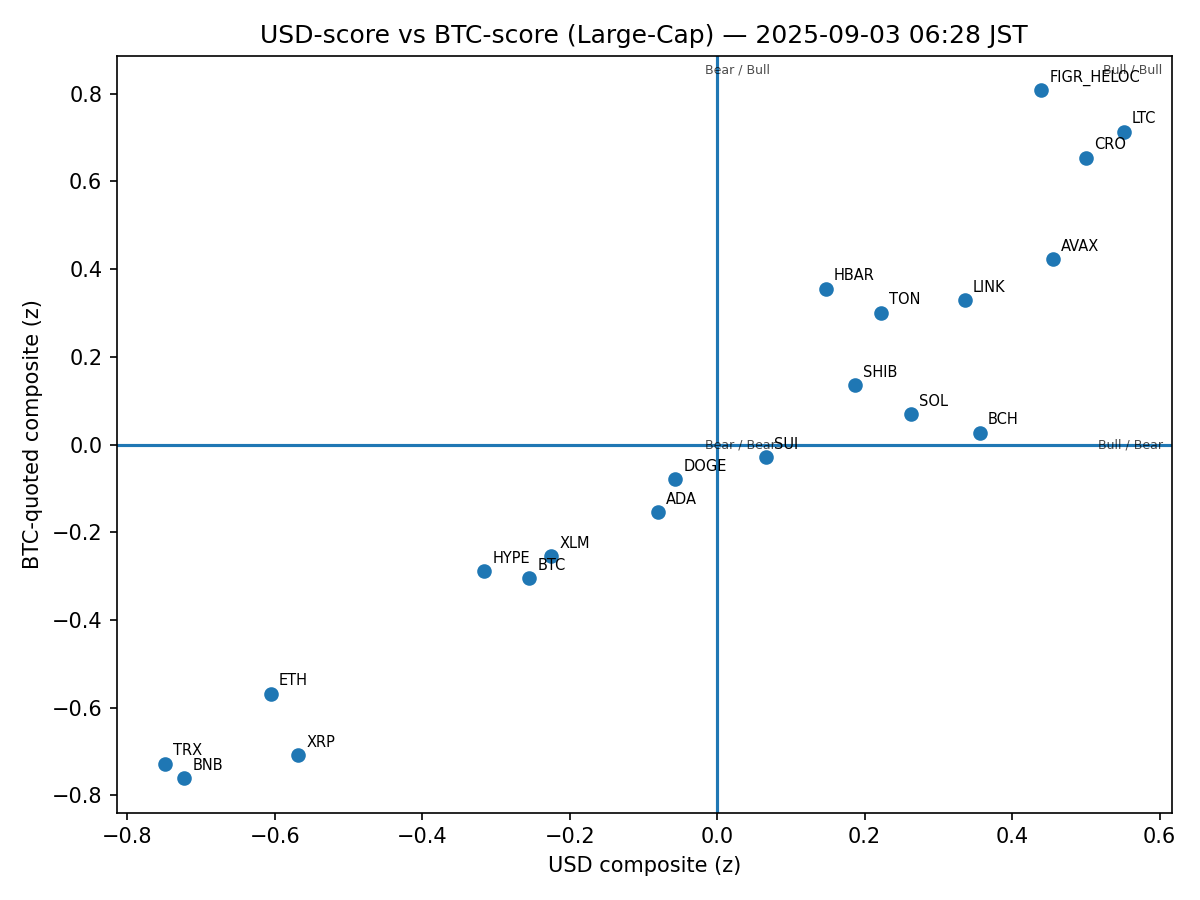 USD-score vs BTC-score (Large-Cap) — 2025-09-03 06:28 JST
Bear / Bull
Bull / Bull
FIGR_HELOC
LTC
CRO
AVAX
HBAR
LINK
TON
SHIB
SOL
BCH
Bear / Bear
SUI
Bull / Bear
DOGE
ADA
XLM
HYPE
BTC
ETH
XRP
TRX
BNB
0.8
0.6
0.4
0.2
0.0
−0.2
−0.4
−0.6
−0.8
BTC-quoted composite (z)
−0.8
−0.6
−0.4
−0.2
0.0
0.2
0.4
0.6
USD composite (z)